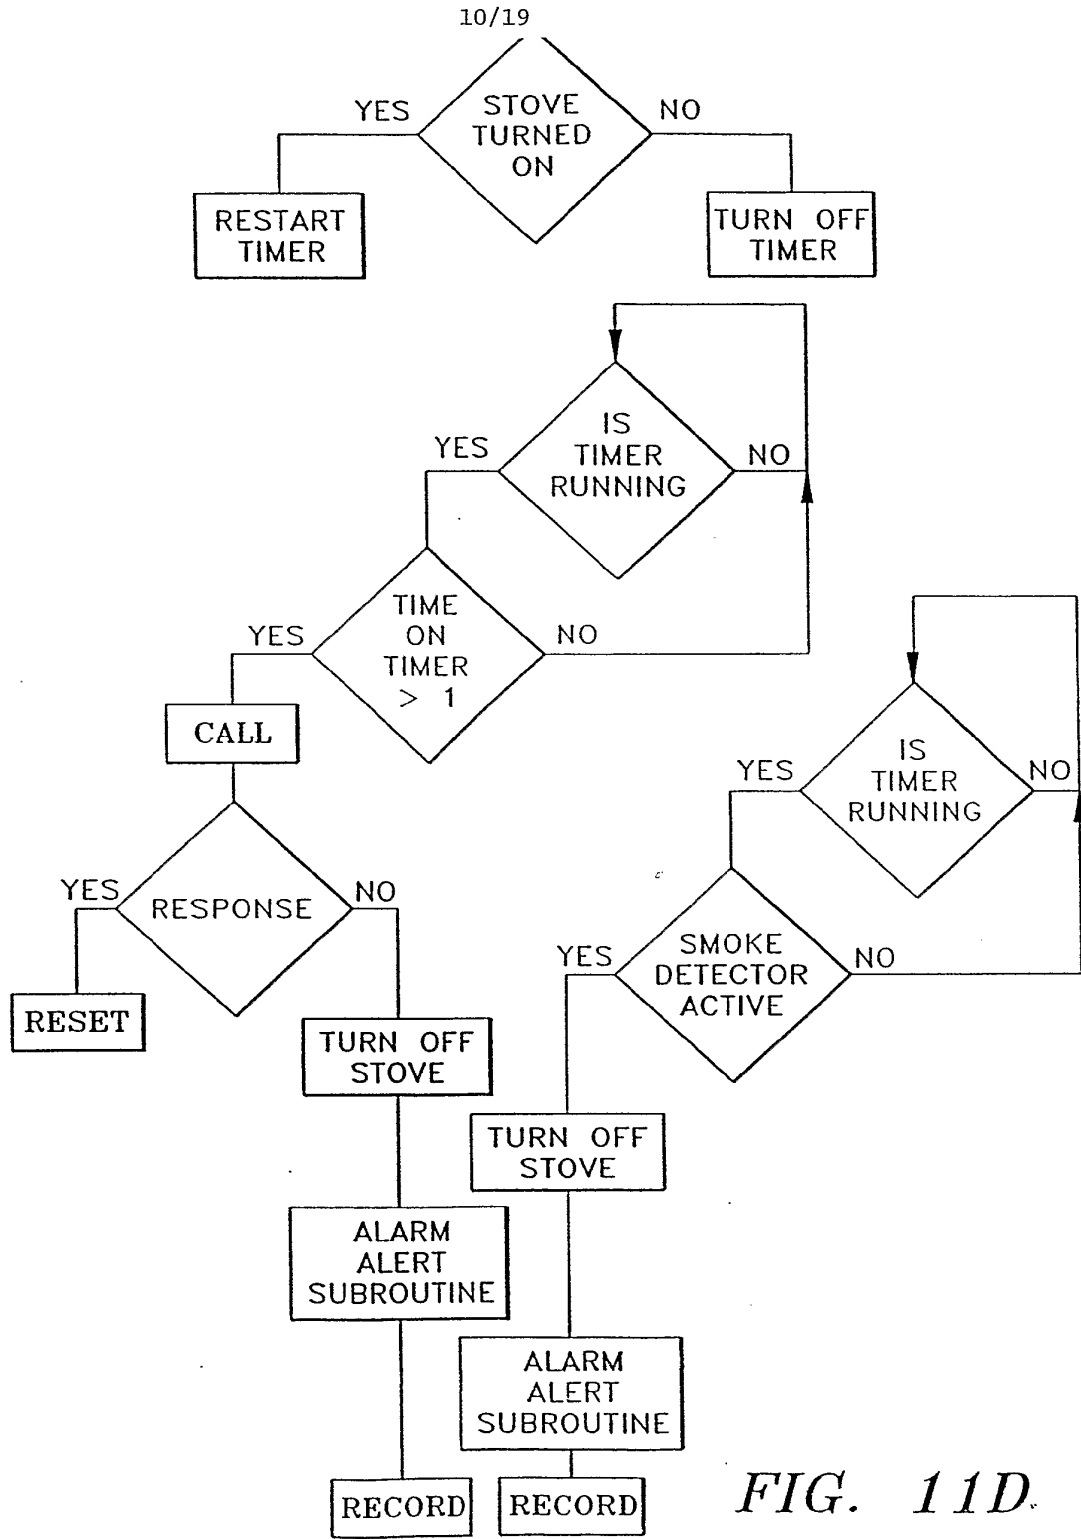 10/19
YES
STOVE
TURNED
ON
NO
RESTART
TIMER
TURN OFF
TIMER
YES
IS
TIMER
RUNNING
NO
YES
TIME
ON
TIMER
> 1
NO
CALL
YES
IS
TIMER
RUNNING
NO
YES
RESPONSE
NO
YES
SMOKE
DETECTOR
ACTIVE
NO
RESET
TURN OFF
STOVE
TURN OFF
STOVE
ALARM
ALERT
SUBROUTINE
ALARM
ALERT
SUBROUTINE
RECORD
RECORD
FIG. 11D